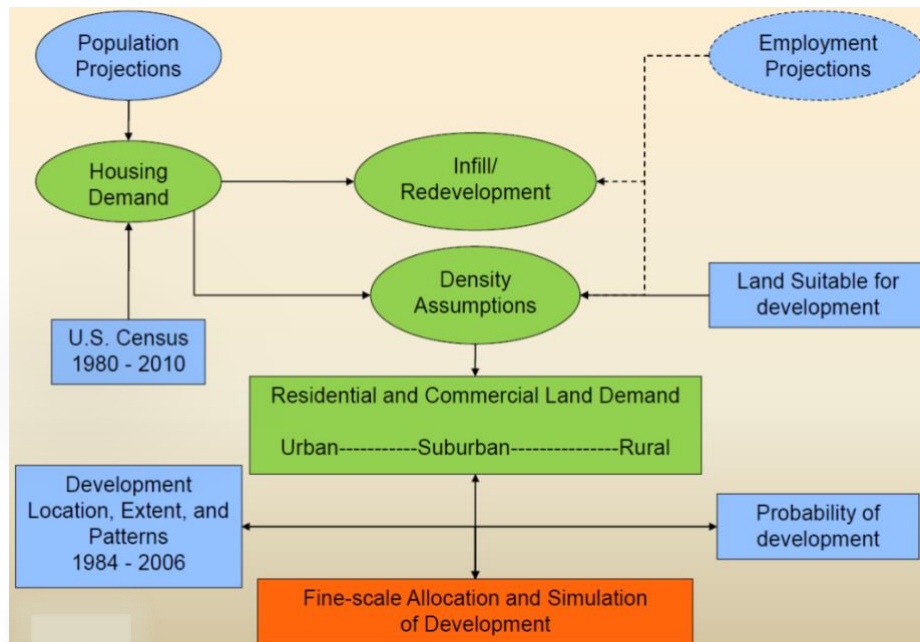 Population
Projections
Employment
Projections
Housing
Demand
Infill/
Redevelopment
Density
Assumptions
Land Suitable for
development
U.S. Census
1980 - 2010
Residential and Commercial Land Demand
Urban----------Suburban---------------Rural
Development
Location, Extent, and
Patterns
1984 - 2006
Probability of
development
Fine-scale Allocation and Simulation
of Development